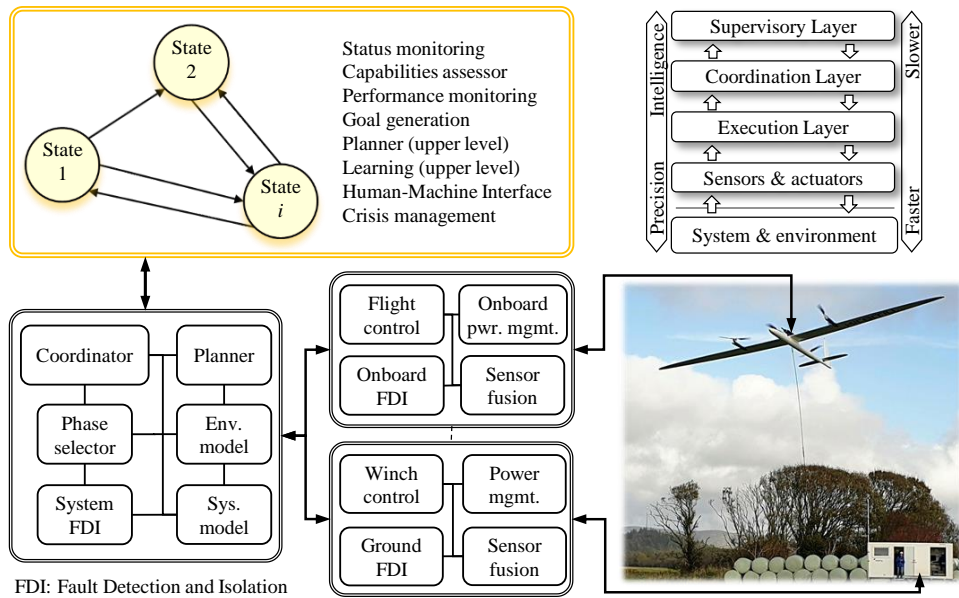 State
2
State
1
State
i
Status monitoring
Capabilities assessor
Performance monitoring
Goal generation
Planner (upper level)
Learning (upper level)
Human-Machine Interface
Crisis management
Intelligence
Precision
Supervisory Layer
Coordination Layer
Execution Layer
Sensors & actuators
System & environment
Slower
Faster
Coordinator
Planner
Phase
selector
Env.
model
System
FDI
Sys.
model
Flight
control
Onboard
pwr. mgmt.
Onboard
FDI
Sensor
fusion
Winch
control
Power
mgmt.
Ground
FDI
Sensor
fusion
FDI: Fault Detection and Isolation